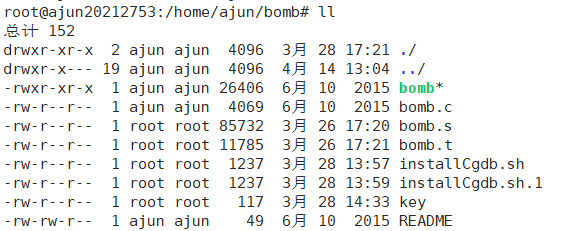 root@ajun20212753:/home/ajun/bomb# ll
总计 152
drwxr-xr-x  2 ajun ajun  4096  3月 28 17:21 ./
drwxr-x--- 19 ajun ajun  4096  4月 14 13:04 ../
-rwxr-xr-x  1 ajun ajun 26406  6月 10  2015 bomb*
-rw-r--r--  1 ajun ajun  4069  6月 10  2015 bomb.c
-rw-r--r--  1 root root 85732  3月 26 17:20 bomb.s
-rw-r--r--  1 root root 11785  3月 26 17:21 bomb.t
-rw-r--r--  1 root root  1237  3月 28 13:57 installCgdb.sh
-rw-r--r--  1 root root  1237  3月 28 13:59 installCgdb.sh.1
-rw-r--r--  1 root root   117  3月 28 14:33 key
-rw-rw-r--  1 ajun ajun    49  6月 10  2015 README